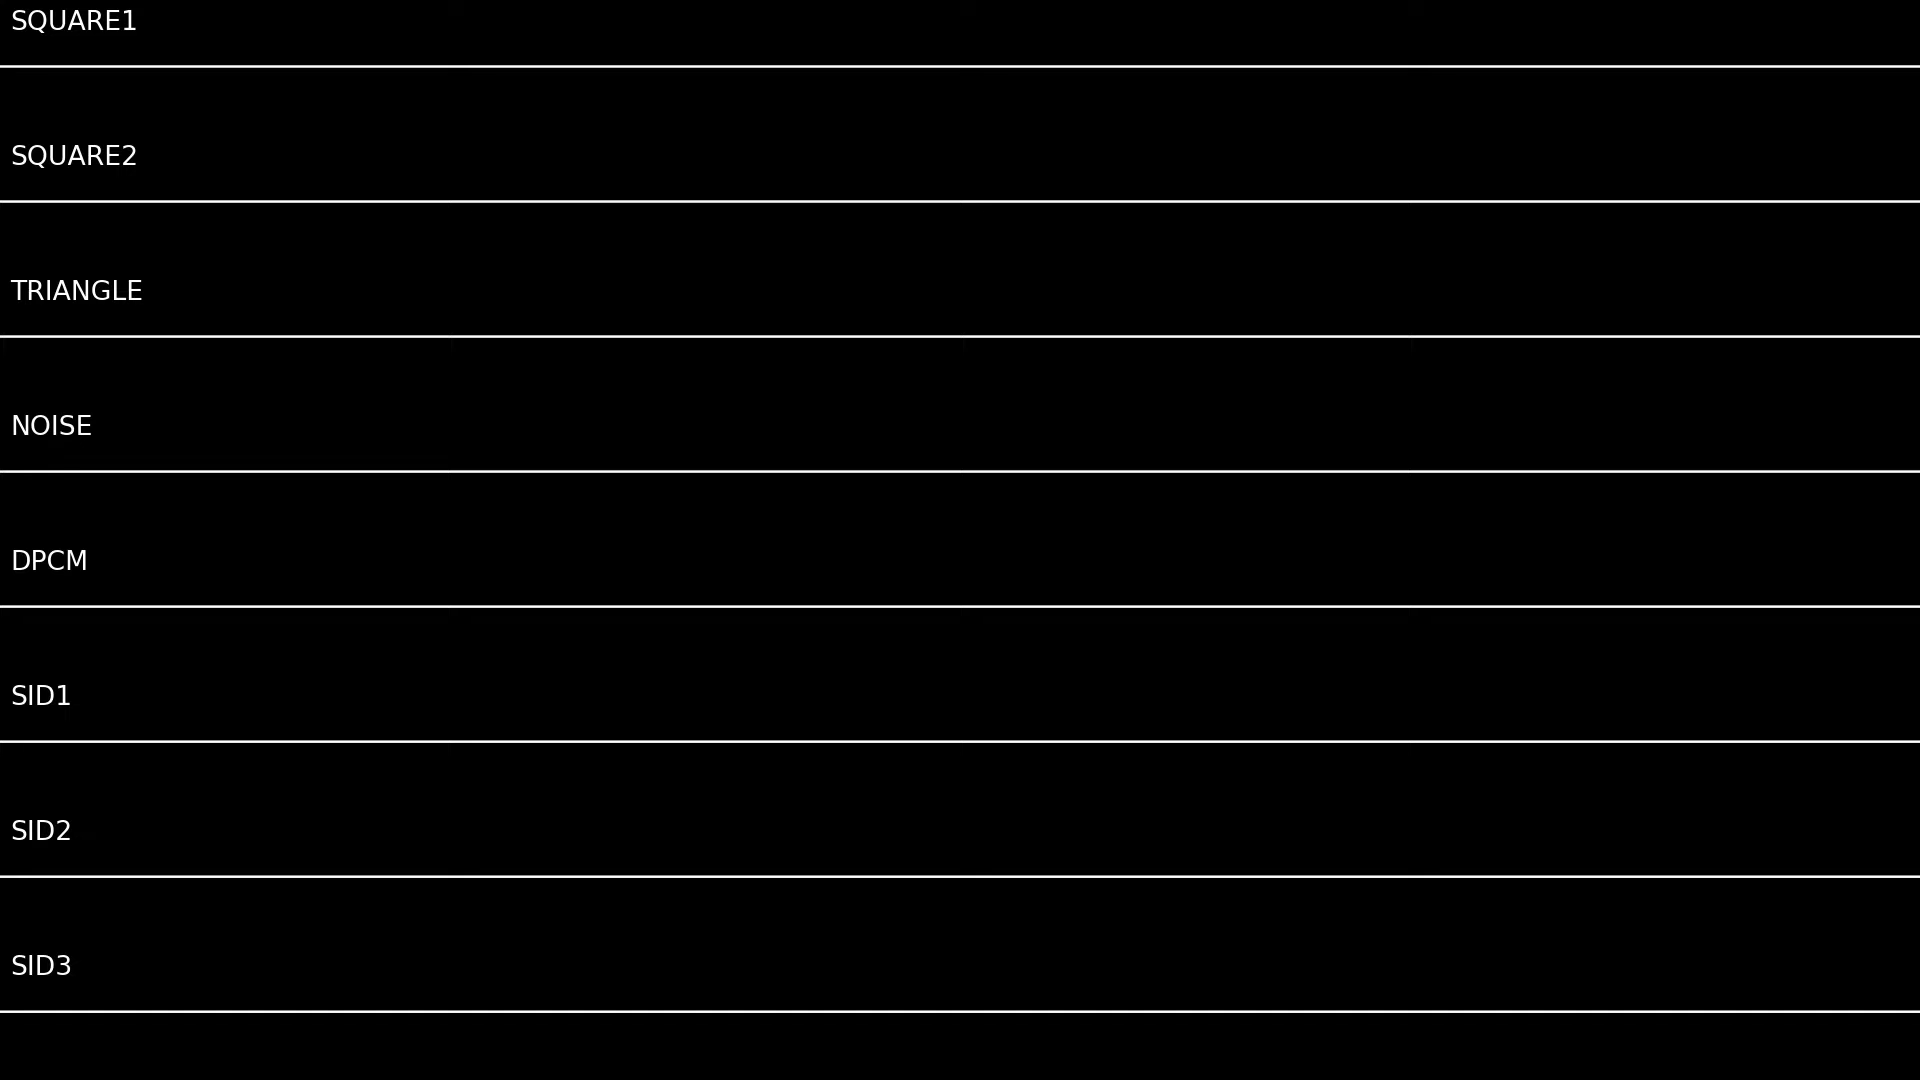 SQUARE1
SQUARE2
TRIANGLE
NOISE
DPCM
SID1
SID2
SID3